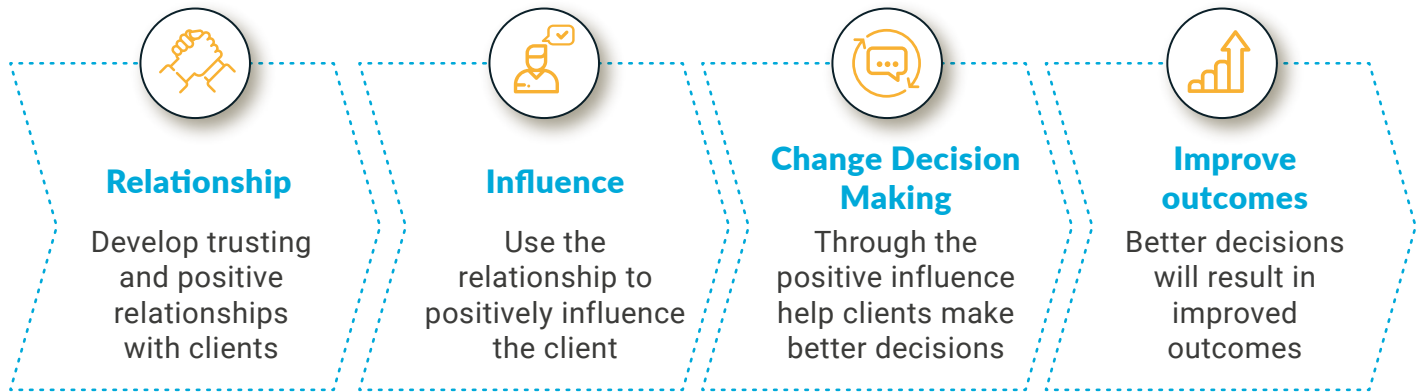 Relationship
Develop trusting
and positive
relationships
with clients
Influence
Use the
relationship to
positively influence
the client
Change Decision
Making
Through the
positive influence
help clients make
better decisions
Improve
outcomes
Better decisions
will result in
improved
outcomes